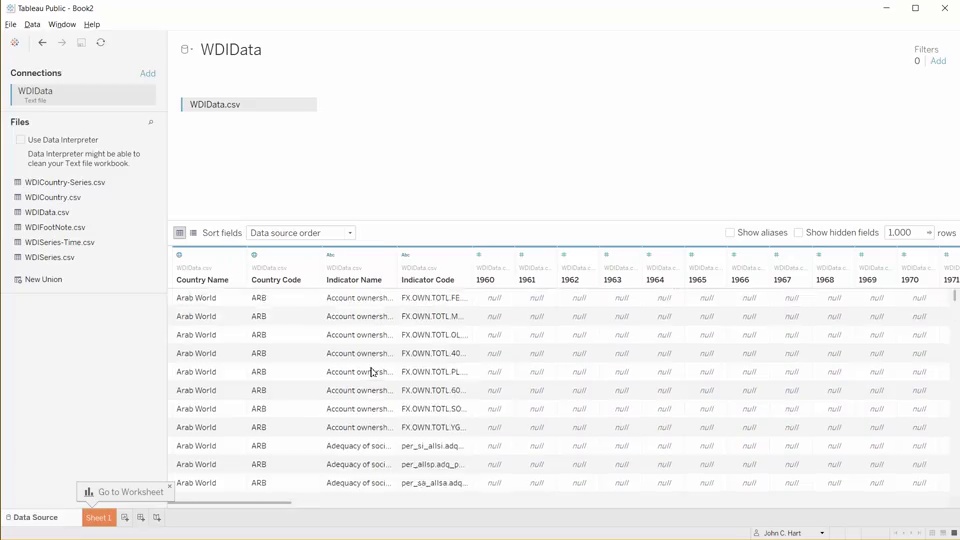 Tableau Public - Book2
File Data Window Help
Connections Add
WDIData
Text file
Files
Use Data Interpreter
Data Interpreter might be able to
clean your Text file workbook.
WDICountry-Series.csv
WDICountry.csv
WDIData.csv
WDIFootNote.csv
WDISeries-Time.csv
WDISeries.csv
New Union
WDIData
Filters
0 Add
WDIData.csv
Sort fields Data source order Show aliases Show hidden fields 1,000 rows
Abc Abc
WDIData.csv WDIData.csv WDIData.csv WDIData.csv WDIData.c... WDIData.c... WDIData.c... WDIData.c... WDIData.c... WDIData.c... WDIData.c... WDIData.c... WDIData.c... WDIData.c... WDIData.c...
Country Name Country Code Indicator Name Indicator Code 1960 1961 1962 1963 1964 1965 1966 1967 1968 1969 1970 1971
Arab World ARB Account ownersh... FX.OWN.TOTL.FE... null null null null null null null null null null null
Arab World ARB Account ownersh... FX.OWN.TOTL.M... null null null null null null null null null null null
Arab World ARB Account ownersh... FX.OWN.TOTL.OL... null null null null null null null null null null null
Arab World ARB Account ownersh... FX.OWN.TOTL.40... null null null null null null null null null null null
Arab World ARB Account ownersh... FX.OWN.TOTL.PL... null null null null null null null null null null null
Arab World ARB Account ownersh... FX.OWN.TOTL.60... null null null null null null null null null null null
Arab World ARB Account ownersh... FX.OWN.TOTL.SO... null null null null null null null null null null null
Arab World ARB Account ownersh... FX.OWN.TOTL.YG... null null null null null null null null null null null
Arab World ARB Adequacy of soci... per_si_allsi.adq... null null null null null null null null null null null
Arab World ARB Adequacy of soci... per_allsp.adq_p... null null null null null null null null null null null
Arab World ARB Adequacy of soci... per_sa_allsa.adq... null null null null null null null null null null null
Go to Worksheet
Data Source Sheet 1
John C. Hart